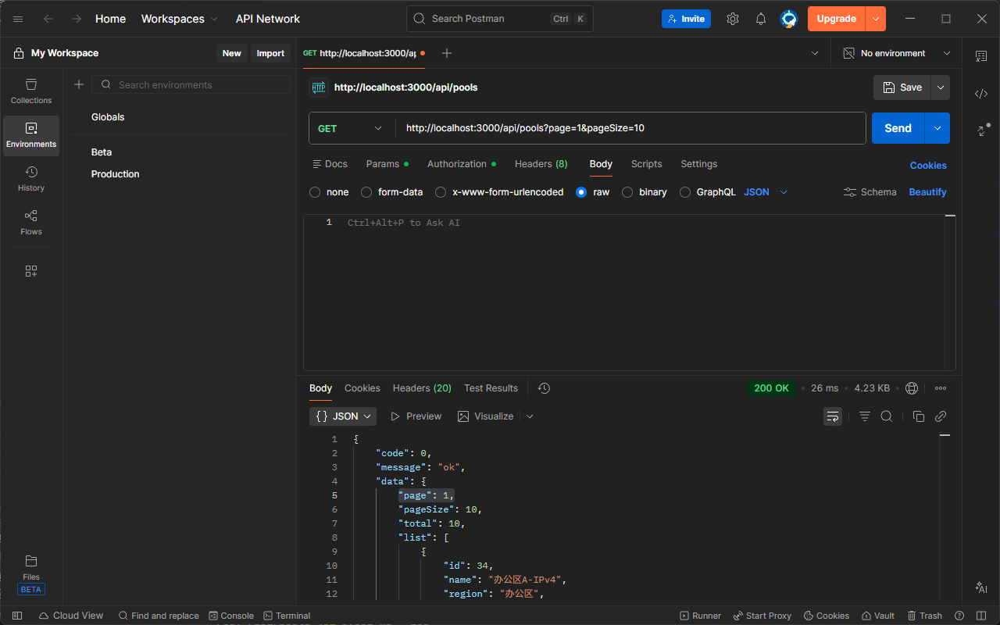 Home Workspaces API Network Search Postman Ctrl K Invite Upgrade
My Workspace New Import GET http://localhost:3000/ap No environment
Collections
Environments
History
Flows
Files
BETA
Search environments
Globals
Beta
Production
HTTP http://localhost:3000/api/pools Save
GET http://localhost:3000/api/pools?page=1&pageSize=10 Send
Docs Params Authorization Headers (8) Body Scripts Settings Cookies
none form-data x-www-form-urlencoded raw binary GraphQL JSON Schema Beautify
1 Ctrl+Alt+P to Ask AI
Body Cookies Headers (20) Test Results 200 OK • 26 ms • 4.23 KB •
{} JSON Preview Visualize
1 {
2 "code": 0,
3 "message": "ok",
4 "data": {
5 "page": 1,
6 "pageSize": 10,
7 "total": 10,
8 "list": [
9 {
10 "id": 34,
11 "name": "办公区A-IPv4",
12 "region": "办公区",
AI
Cloud View Find and replace Console Terminal Runner Start Proxy Cookies Vault Trash